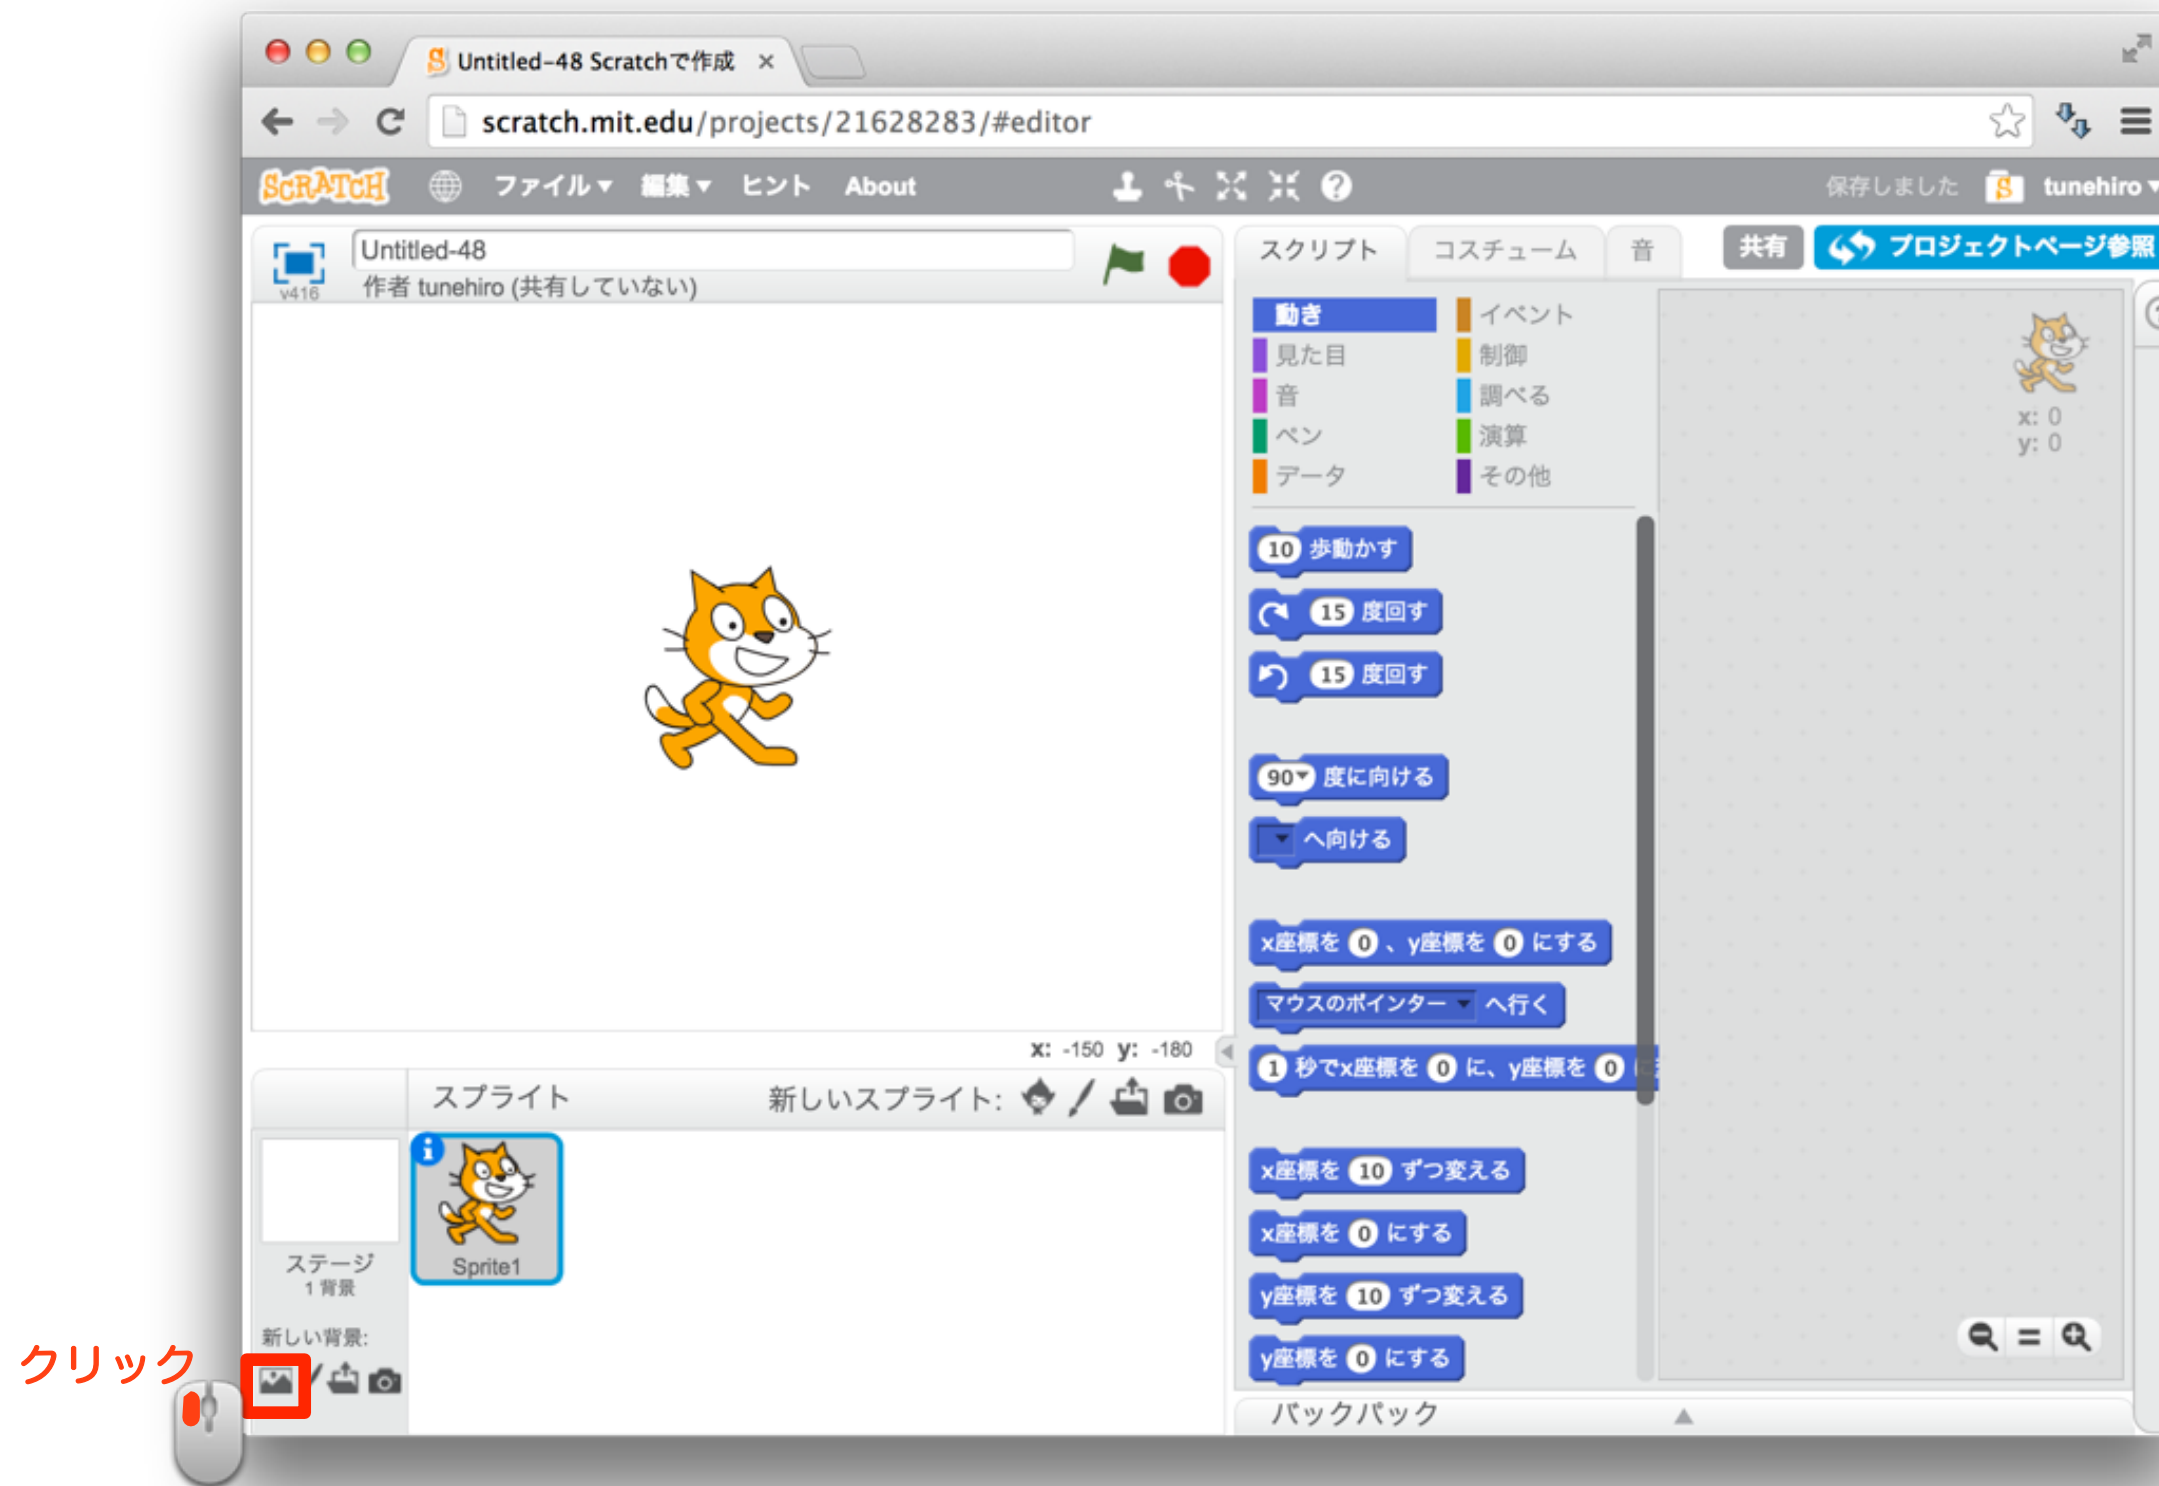 Untitled-48 Scratchで作成
scratch.mit.edu/projects/21628283/#editor
SCRATCH ファイル 編集 ヒント About 保存しました tunehiro
v416
Untitled-48
作者 tunehiro (共有していない)
スクリプト コスチューム 音 共有 プロジェクトページ参照
動き イベント
見た目 制御
音 調べる
ペン 演算
データ その他
x: 0
y: 0
10 歩動かす
15 度回す
15 度回す
90 度に向ける
へ向ける
x座標を 0 、y座標を 0 にする
マウスのポインター へ行く
1 秒でx座標を 0 に、y座標を 0 に
x座標を 10 ずつ変える
x座標を 0 にする
y座標を 10 ずつ変える
y座標を 0 にする
x: -150 y: -180
スプライト 新しいスプライト:
Sprite1
ステージ
1 背景
新しい背景:
クリック
バックパック